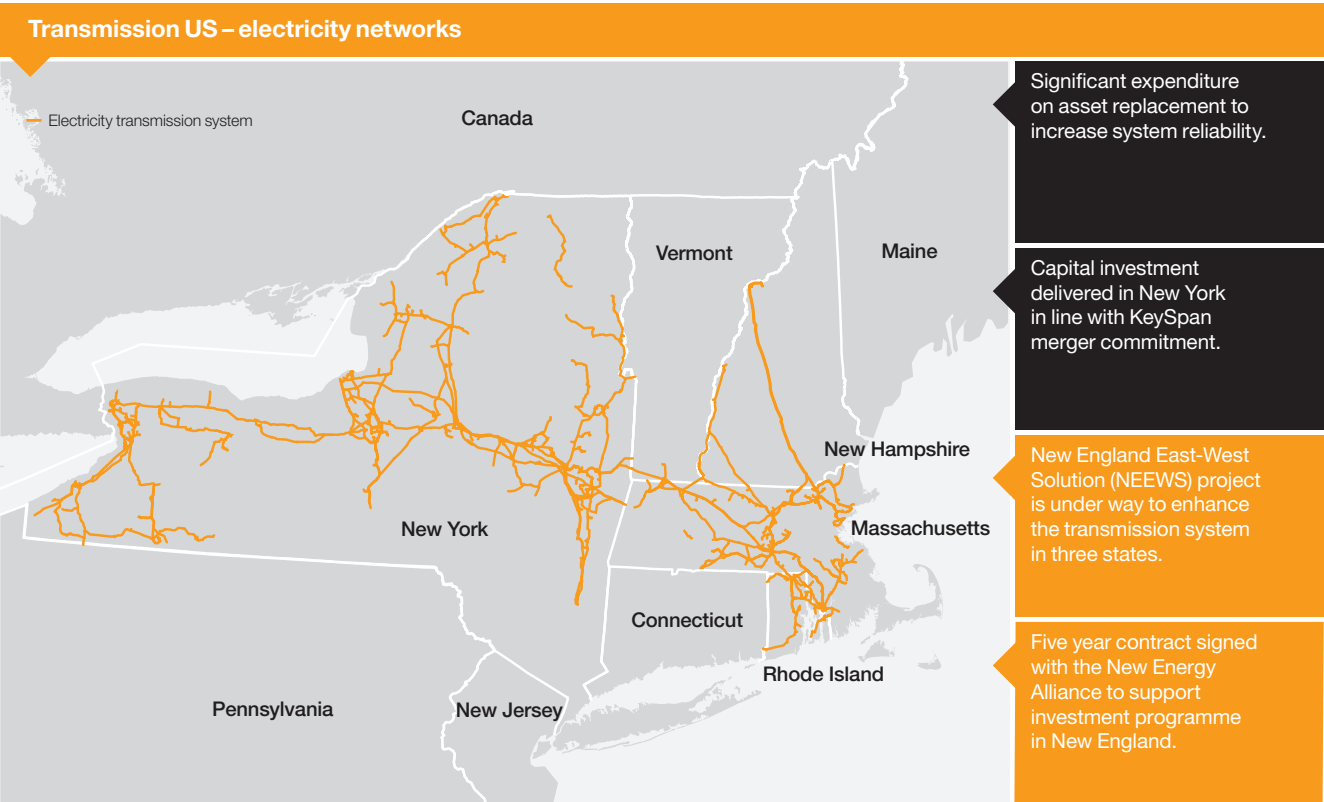 Transmission US – electricity networks
Electricity transmission system
Canada
Vermont
Maine
New Hampshire
New York
Massachusetts
Connecticut
Rhode Island
Pennsylvania
New Jersey
Significant expenditure
on asset replacement to
increase system reliability.
Capital investment
delivered in New York
in line with KeySpan
merger commitment.
New England East-West
Solution (NEEWS) project
is under way to enhance
the transmission system
in three states.
Five year contract signed
with the New Energy
Alliance to support
investment programme
in New England.